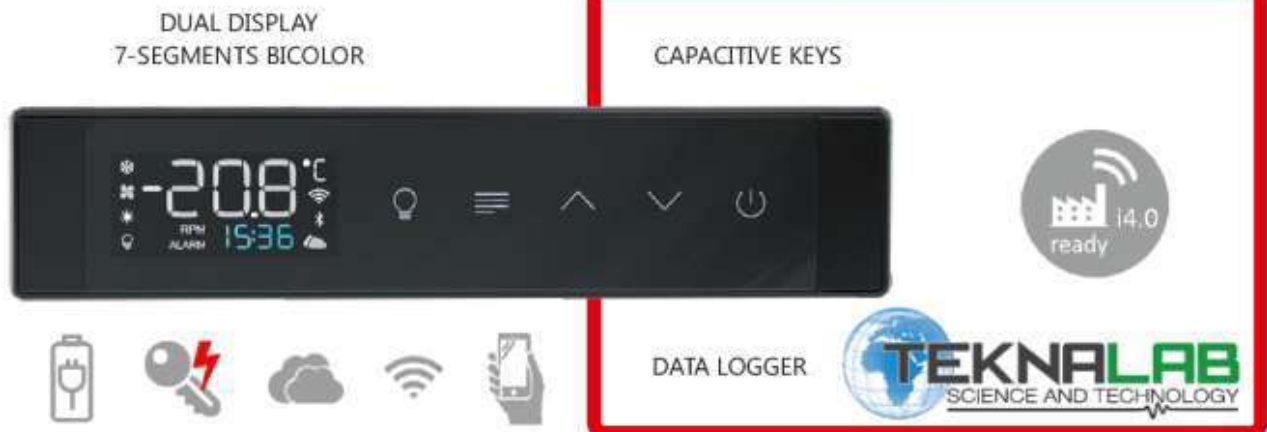 DUAL DISPLAY
7-SEGMENTS BICOLOR
CAPACITIVE KEYS
-20.8°C
RPM
ALARM
15:36
i4.0
ready
DATA LOGGER
TEKNALAB
SCIENCE AND TECHNOLOGY